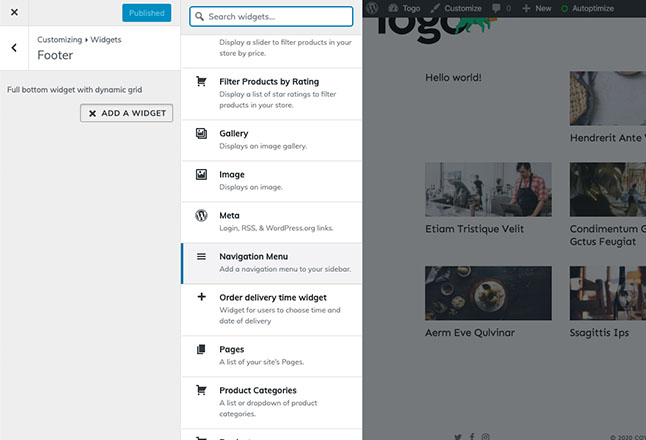 Published
Customizing ▸ Widgets
Footer
Full bottom widget with dynamic grid
ADD A WIDGET
Search widgets...
Display a slider to filter products in your
store by price.
Filter Products by Rating
Display a list of star ratings to filter
products in your store.
Gallery
Displays an image gallery.
Image
Displays an image.
Meta
Login, RSS, & WordPress.org links.
Navigation Menu
Add a navigation menu to your sidebar.
Order delivery time widget
Widget for users to choose time and
date of delivery
Pages
A list of your site's Pages.
Product Categories
A list or dropdown of product
categories.
Togo
Customize
0
New
Autoptimize
Togo
Hello world!
Hendrerit Ante
Etiam Tristique Velit
Condimentum
Gctus Feugiat
Aerm Eve Qulvinar
Ssagittis Ips
© 2020